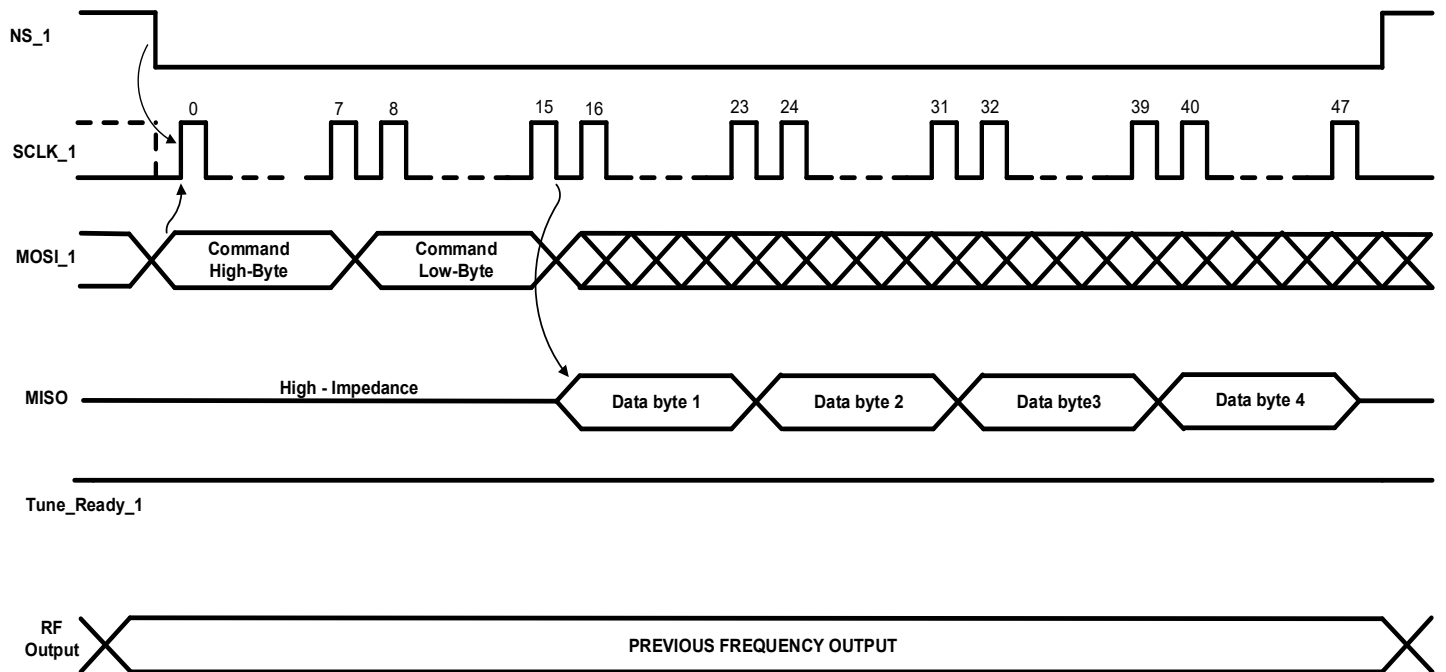 NS_1
0 7 8 15 16 23 24 31 32 39 40 47
SCLK_1
MOSI_1
Command
High-Byte
Command
Low-Byte
MISO
High - Impedance
Data byte 1
Data byte 2
Data byte3
Data byte 4
Tune_Ready_1
RF
Output
PREVIOUS FREQUENCY OUTPUT